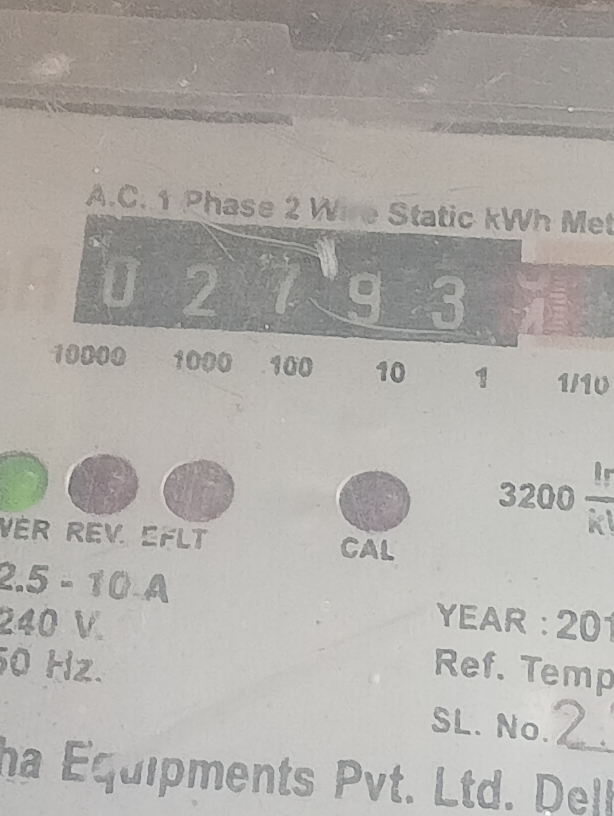 A.C. 1 Phase 2 Wire Static kWh Met
0 2 7 9 3
10000 1000 100 10 1 1/10
VER REV. EFLT
CAL
3200
2.5 - 10 A
240 V.
50 Hz.
YEAR : 201
Ref. Temp
SL. No. 2
ha Equipments Pvt. Ltd. Delh